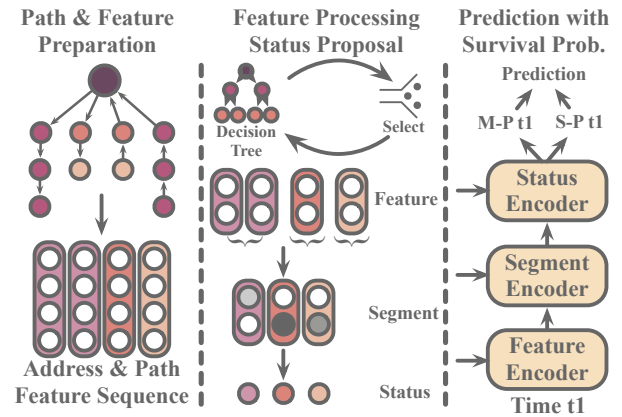 Path & Feature
Preparation
Address & Path
Feature Sequence
Feature Processing
Status Proposal
Decision
Tree
Select
Feature
Segment
Status
Prediction with
Survival Prob.
Prediction
M-P t1
S-P t1
Status
Encoder
Segment
Encoder
Feature
Encoder
Time t1